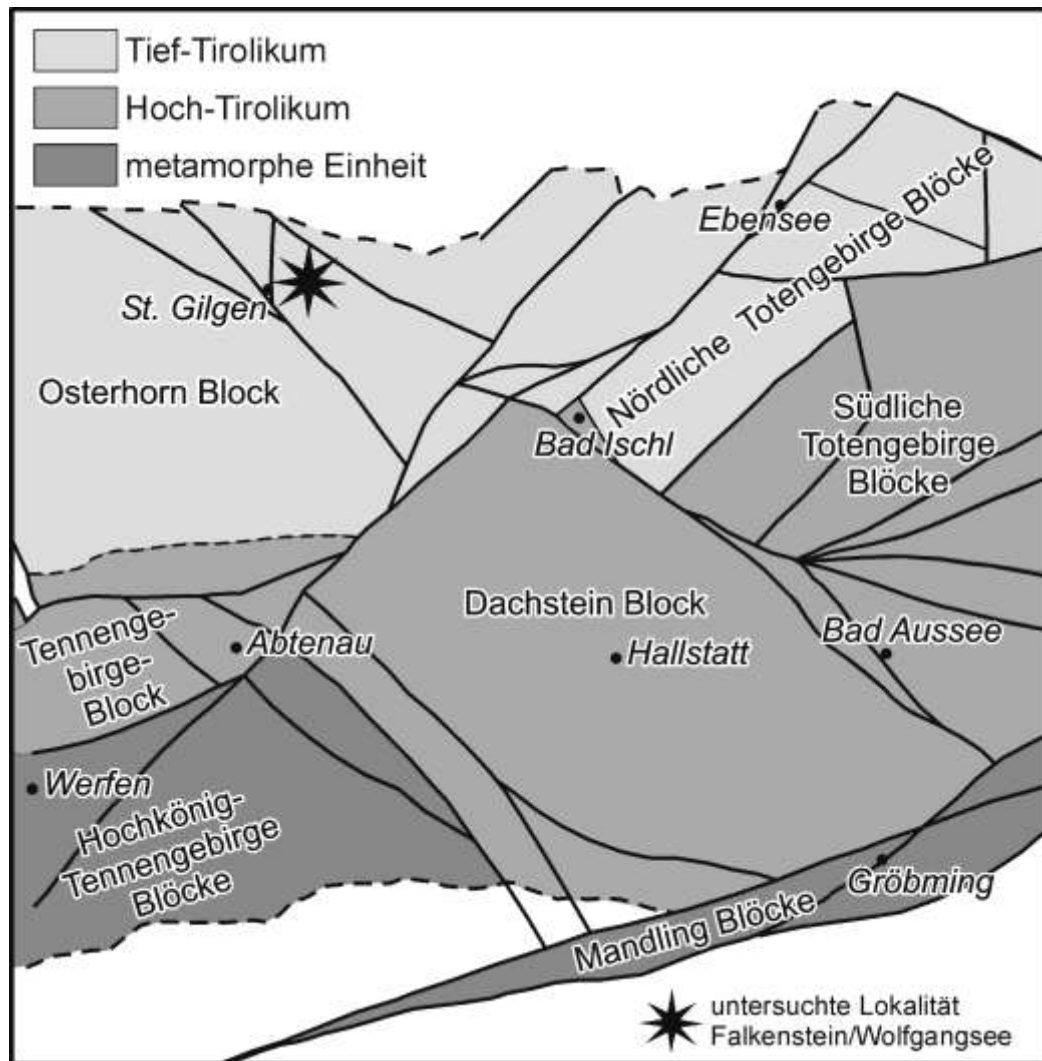 Tief-Tirolikum
Hoch-Tirolikum
metamorphe Einheit
Ebensee
Nördliche Totengebirge Blöcke
St. Gilgen
Osterhorn Block
Bad Ischl
Südliche
Totengebirge
Blöcke
Dachstein Block
Tennenge-
birge-
Block
Abtenau
Hallstatt
Bad Aussee
Werfen
Hochkönig-
Tennengebirge
Blöcke
Gröbming
Mandling Blöcke
untersuchte Lokalität
Falkenstein/Wolfgangsee